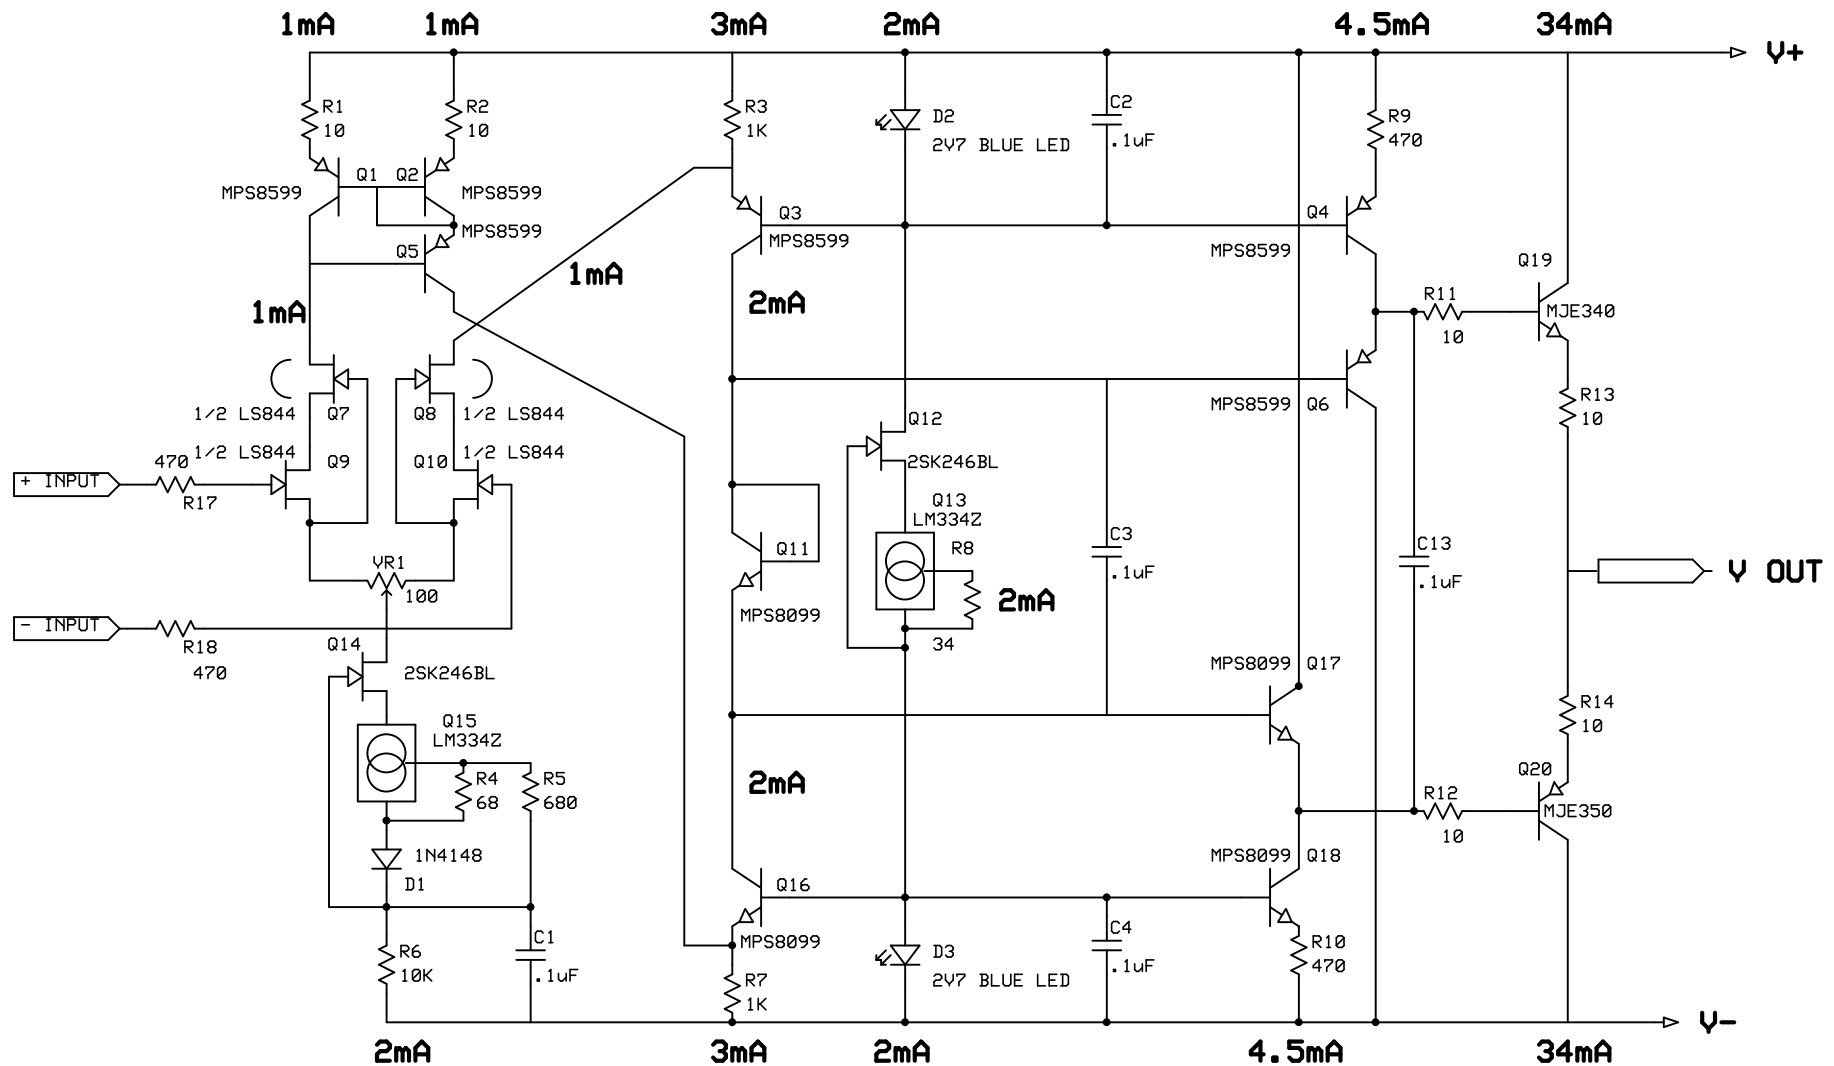 1mA 1mA 3mA 2mA 4.5mA 34mA
V+
R1
10
R2
10
R3
1K
D2
2V7 BLUE LED
C2
.1uF
R9
470
Q1 Q2
MPS8599 MPS8599
MPS8599
Q5
Q3
MPS8599
Q4
MPS8599
Q19
MJE340
1mA
1mA
2mA
R11
10
R13
10
1/2 LS844 Q7 Q8 1/2 LS844
1/2 LS844 Q9 Q10 1/2 LS844
MPS8599 Q6
Q12
2SK246BL
+ INPUT
470
R17
Q13
LM334Z
R8
34
2mA
Q11
MPS8099
C3
.1uF
C13
.1uF
V OUT
VR1
100
- INPUT
R18
470
Q14
2SK246BL
MPS8099 Q17
R14
10
Q15
LM334Z
R4
68
R5
680
2mA
Q20
MJE350
R12
10
1N4148
D1
MPS8099 Q18
Q16
MPS8099
C1
.1uF
R6
10K
R7
1K
D3
2V7 BLUE LED
C4
.1uF
R10
470
V-
2mA 3mA 2mA 4.5mA 34mA